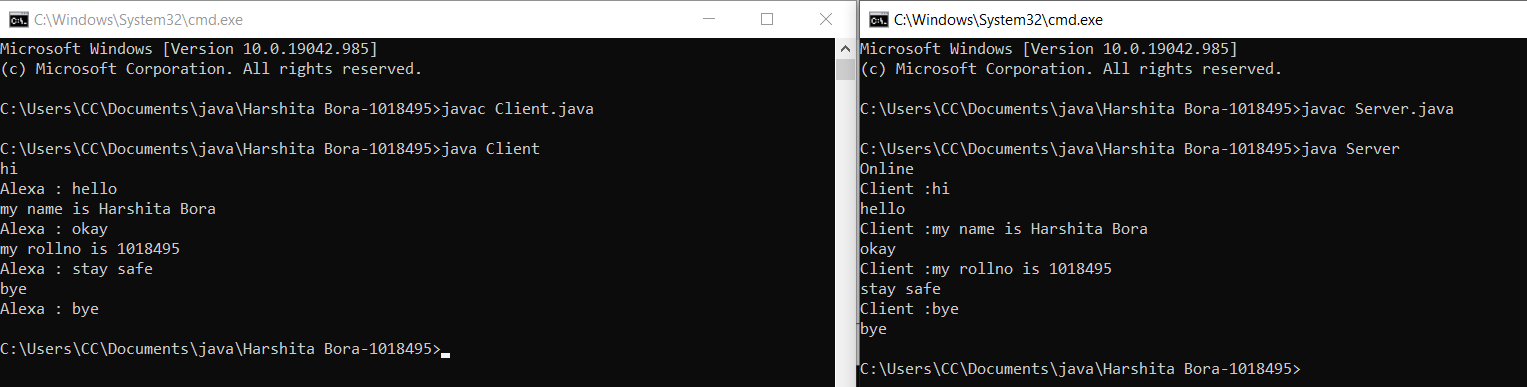 C:\Windows\System32\cmd.exe
Microsoft Windows [Version 10.0.19042.985]
(c) Microsoft Corporation. All rights reserved.
C:\Users\CC\Documents\java\Harshita Bora-1018495>javac Client.java
C:\Users\CC\Documents\java\Harshita Bora-1018495>java Client
hi
Alexa : hello
my name is Harshita Bora
Alexa : okay
my rollno is 1018495
Alexa : stay safe
bye
Alexa : bye
C:\Users\CC\Documents\java\Harshita Bora-1018495>
C:\Windows\System32\cmd.exe
Microsoft Windows [Version 10.0.19042.985]
(c) Microsoft Corporation. All rights reserved.
C:\Users\CC\Documents\java\Harshita Bora-1018495>javac Server.java
C:\Users\CC\Documents\java\Harshita Bora-1018495>java Server
Online
Client :hi
hello
Client :my name is Harshita Bora
okay
Client :my rollno is 1018495
stay safe
Client :bye
bye
C:\Users\CC\Documents\java\Harshita Bora-1018495>